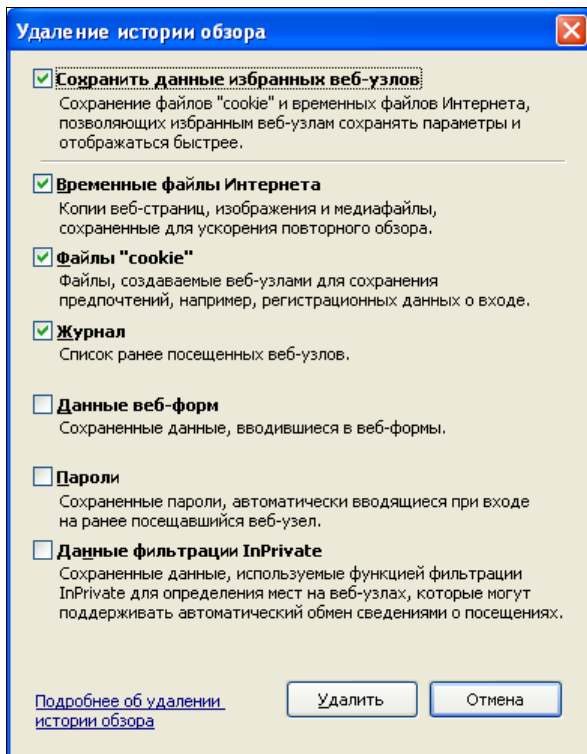 Удаление истории обзора
Сохранить данные избранных веб-узлов
Сохранение файлов "cookie" и временных файлов Интернета,
позволяющих избранным веб-узлам сохранять параметры и
отображаться быстрее.
Временные файлы Интернета
Копии веб-страниц, изображения и медиафайлы,
сохраненные для ускорения повторного обзора.
Файлы "cookie"
Файлы, создаваемые веб-узлами для сохранения
предпочтений, например, регистрационных данных о входе.
Журнал
Список ранее посещенных веб-узлов.
Данные веб-форм
Сохраненные данные, вводившиеся в веб-формы.
Пароли
Сохраненные пароли, автоматически вводящиеся при входе
на ранее посещавшийся веб-узел.
Данные фильтрации InPrivate
Сохраненные данные, используемые функцией фильтрации
InPrivate для определения мест на веб-узлах, которые могут
поддерживать автоматический обмен сведениями о посещениях.
Подробнее об удалении
истории обзора
Удалить
Отмена